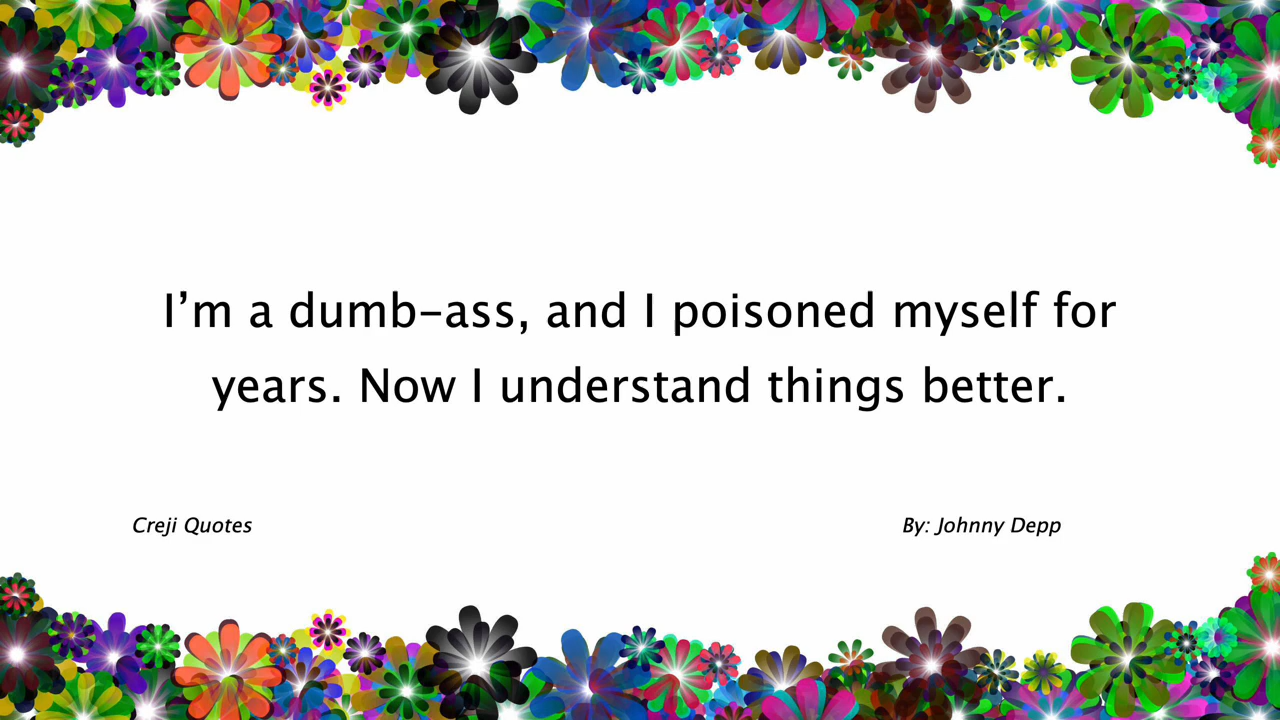 I’m a dumb-ass, and I poisoned myself for
years. Now I understand things better.
Creji Quotes
By: Johnny Depp